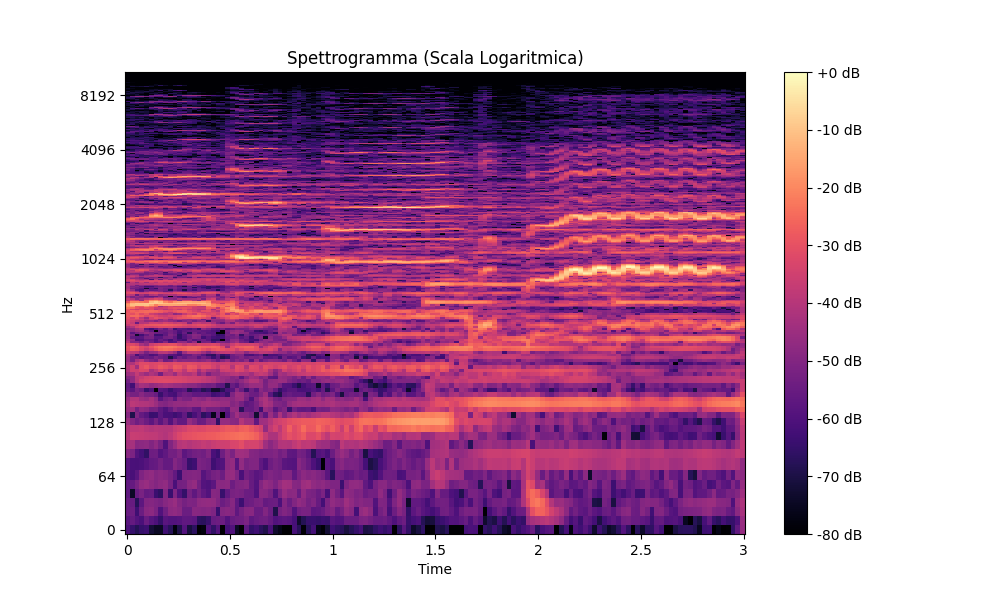 Spettrogramma (Scala Logaritmica)
8192
4096
2048
1024
512
256
128
64
0
Hz
0
0.5
1
1.5
2
2.5
3
Time
+0 dB
-10 dB
-20 dB
-30 dB
-40 dB
-50 dB
-60 dB
-70 dB
-80 dB